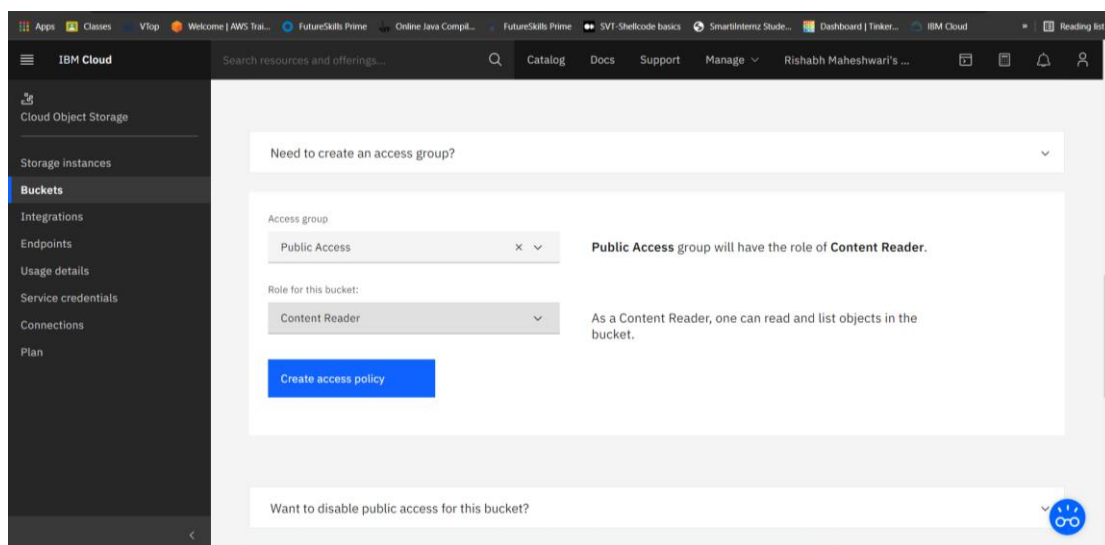 Apps Classes VTop Welcome | AWS Trai... FutureSkills Prime Online Java Compil... FutureSkills Prime SVT-Shellcode basics SmartiInternz Stude... Dashboard | Tinker... IBM Cloud » Reading list
IBM Cloud Search resources and offerings... Catalog Docs Support Manage Rishabh Maheshwari's ...
Cloud Object Storage
Storage instances
Buckets
Integrations
Endpoints
Usage details
Service credentials
Connections
Plan
Need to create an access group?
Access group
Public Access
Public Access group will have the role of Content Reader.
Role for this bucket:
Content Reader
As a Content Reader, one can read and list objects in the
bucket.
Create access policy
Want to disable public access for this bucket?